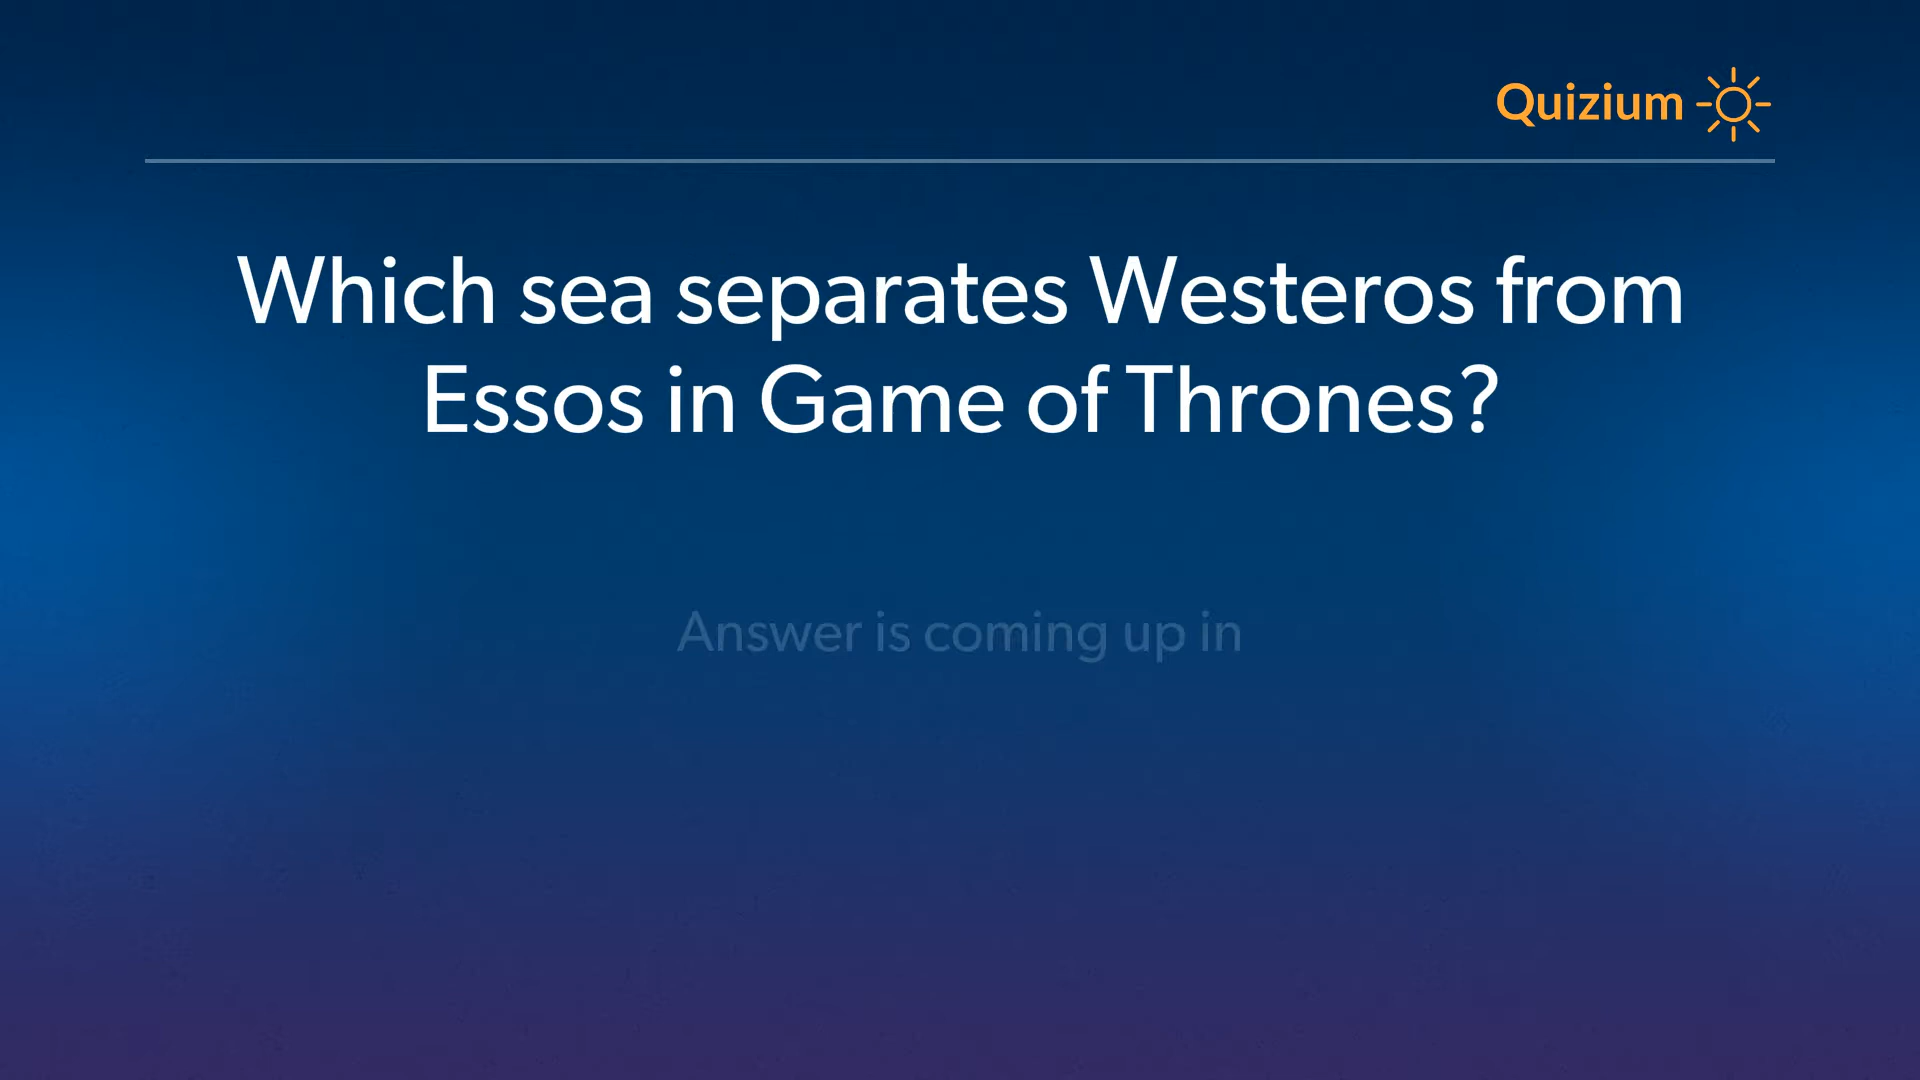 Quizium
Which sea separates Westeros from
Essos in Game of Thrones?
Answer is coming up in